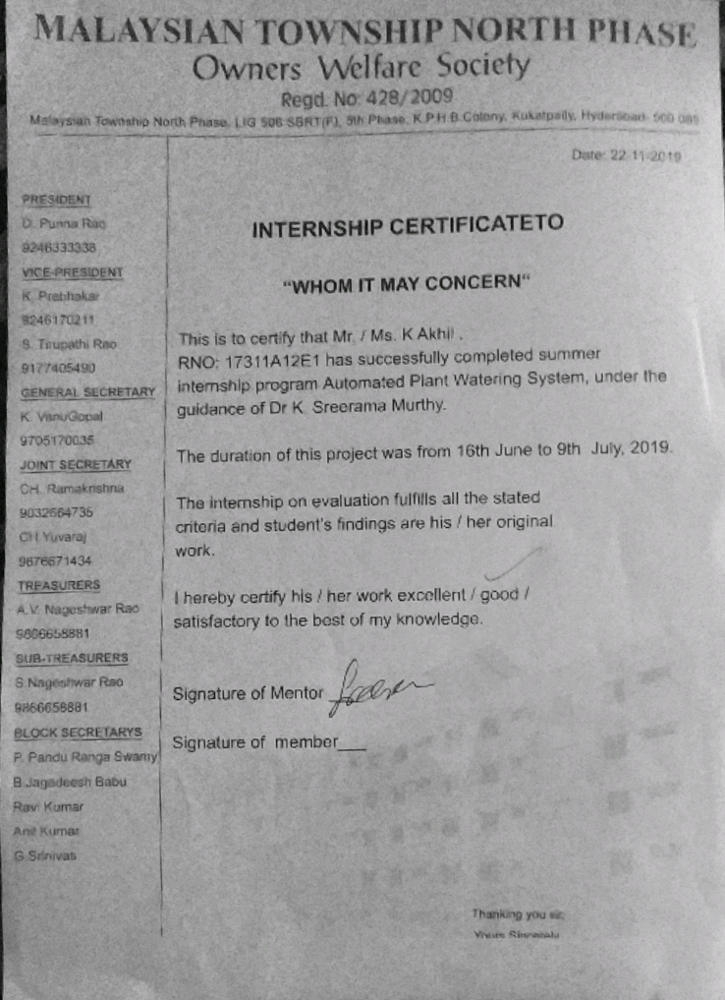 MALAYSIAN TOWNSHIP NORTH PHASE
Owners Welfare Society
Regd. No: 428/2009
Malaysian Township North Phase, LIG 506 SBRT(F), 5th Phase, K.P.H.B.Colony, Kukatpally, Hyderabad- 500 085
Date: 22-11-2019
PRESIDENT
D. Punna Rao
9246333338
VICE-PRESIDENT
K. Prabhakar
9246170211
S. Tirupathi Rao
9177405490
GENERAL SECRETARY
K. VanuGopal
9705170035
JOINT SECRETARY
CH. Ramakrishna
9032664735
CH Yuvaraj
9676671434
TREASURERS
A.V. Nageshwar Rao
9866658881
SUB-TREASURERS
S Nageshwar Rao
9866658881
BLOCK SECRETARYS
P. Pandu Ranga Swamy
B.Jagadeesh Babu
Ravi Kumar
Anil Kumar
G Srinivas
INTERNSHIP CERTIFICATETO
"WHOM IT MAY CONCERN"
This is to certify that Mr. / Ms. K Akhil .
RNO: 17311A12E1 has successfully completed summer
internship program Automated Plant Watering System, under the
guidance of Dr K. Sreerama Murthy.
The duration of this project was from 16th June to 9th July, 2019.
The internship on evaluation fulfills all the stated
criteria and student's findings are his / her original
work.
I hereby certify his / her work excellent / good /
satisfactory to the best of my knowledge.
Signature of Mentor
Signature of member___
Thanking you sir,
Yours